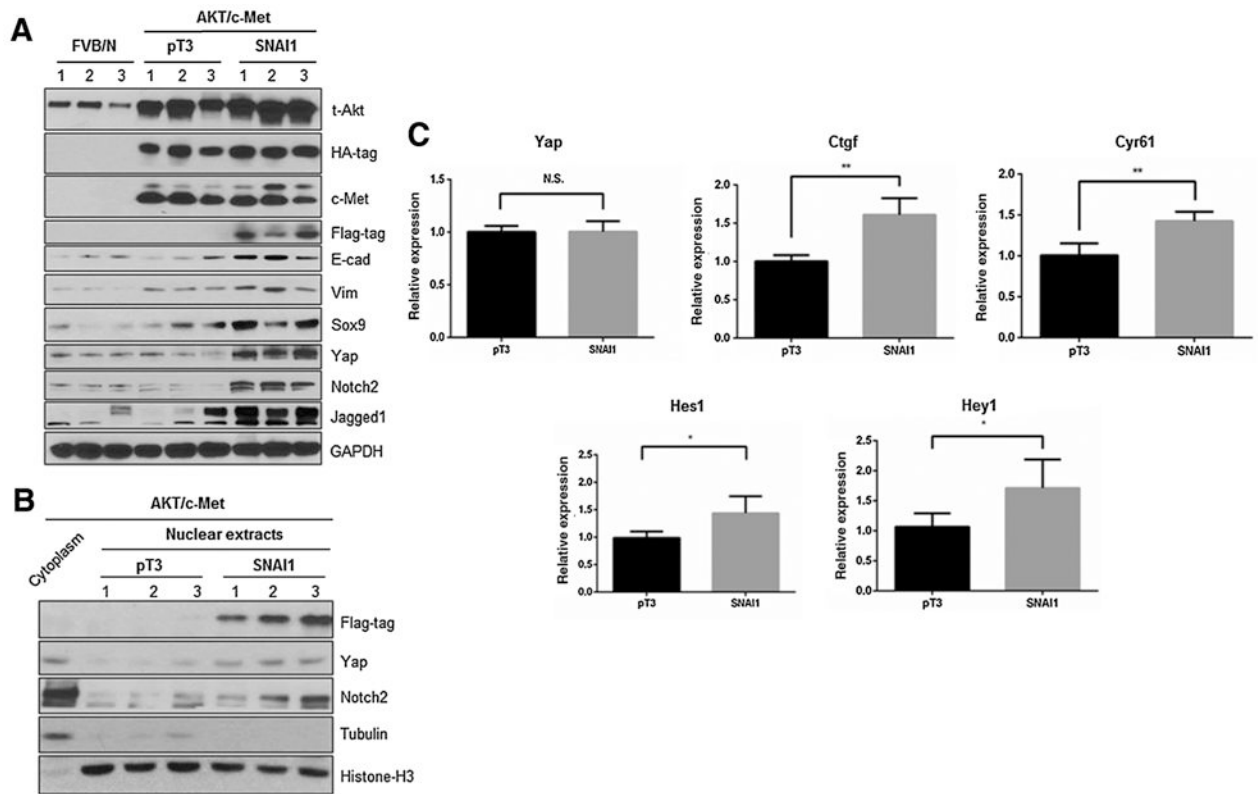 A
AKT/c-Met
FVB/N pT3 SNAI1
1 2 3 1 2 3 1 2 3
t-Akt
HA-tag
c-Met
Flag-tag
E-cad
Vim
Sox9
Yap
Notch2
Jagged1
GAPDH
B
AKT/c-Met
Cytoplasm
Nuclear extracts
pT3 SNAI1
1 2 3 1 2 3
Flag-tag
Yap
Notch2
Tubulin
Histone-H3
C
Yap
Relative expression
1.5
1.0
0.5
0.0
N.S.
pT3 SNAI1
Ctgf
Relative expression
2.0
1.5
1.0
0.5
0.0
**
pT3 SNAI1
Cyr61
Relative expression
2.0
1.5
1.0
0.5
0.0
**
pT3 SNAI1
Hes1
Relative expression
2.5
2.0
1.5
1.0
0.5
0.0
*
pT3 SNAI1
Hey1
Relative expression
2.5
2.0
1.5
1.0
0.5
0.0
*
pT3 SNAI1